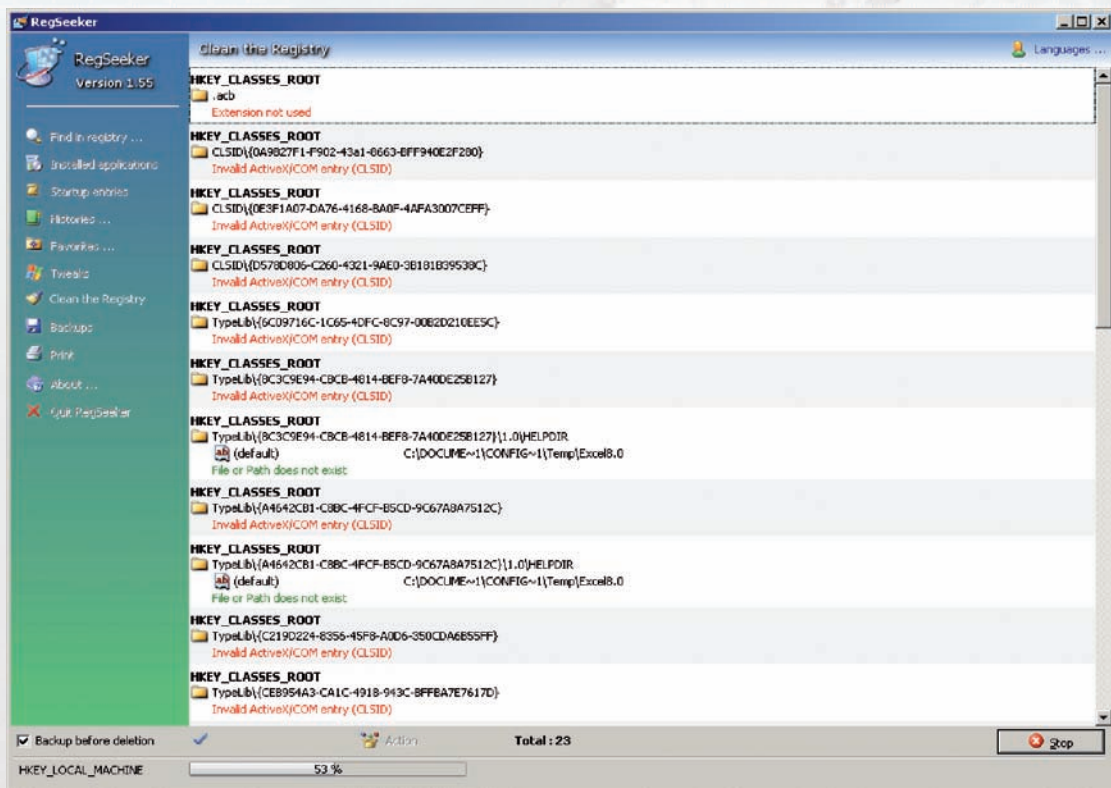 RegSeeker
RegSeeker
Version 1.55
Find in registry ...
Installed applications
Startup entries
Histories ...
Favorites ...
Tweaks
Clean the Registry
Backups
Print
About ...
Quit RegSeeker
Clean the Registry
Languages ...
HKEY_CLASSES_ROOT
.acb
Extension not used
HKEY_CLASSES_ROOT
CLSID\{0A9827F1-F902-43a1-8663-BFF940E2F280}
Invalid ActiveX/COM entry (CLSID)
HKEY_CLASSES_ROOT
CLSID\{0E3F1A07-DA76-4168-BA0F-4AFA3007CEFF}
Invalid ActiveX/COM entry (CLSID)
HKEY_CLASSES_ROOT
CLSID\{D578D806-C260-4321-9AE0-3B181B39538C}
Invalid ActiveX/COM entry (CLSID)
HKEY_CLASSES_ROOT
TypeLib\{6C09716C-1C65-4DFC-8C97-00B2D210EE5C}
Invalid ActiveX/COM entry (CLSID)
HKEY_CLASSES_ROOT
TypeLib\{8C3C9E94-CBCB-4814-BEF8-7A40DE25B127}
Invalid ActiveX/COM entry (CLSID)
HKEY_CLASSES_ROOT
TypeLib\{8C3C9E94-CBCB-4814-BEF8-7A40DE25B127}\1.0\HELPDIR
(default) C:\DOCUME~1\CONFIG~1\Temp\Excel8.0
File or Path does not exist
HKEY_CLASSES_ROOT
TypeLib\{A4642CB1-C8BC-4FCF-B5CD-9C67A8A7512C}
Invalid ActiveX/COM entry (CLSID)
HKEY_CLASSES_ROOT
TypeLib\{A4642CB1-C8BC-4FCF-B5CD-9C67A8A7512C}\1.0\HELPDIR
(default) C:\DOCUME~1\CONFIG~1\Temp\Excel8.0
File or Path does not exist
HKEY_CLASSES_ROOT
TypeLib\{C219D224-8356-45F8-A0D6-350CDA6B55FF}
Invalid ActiveX/COM entry (CLSID)
HKEY_CLASSES_ROOT
TypeLib\{CEB954A3-CA1C-4918-943C-BFFBA7E7617D}
Invalid ActiveX/COM entry (CLSID)
Backup before deletion
Action
Total : 23
Stop
HKEY_LOCAL_MACHINE
53 %